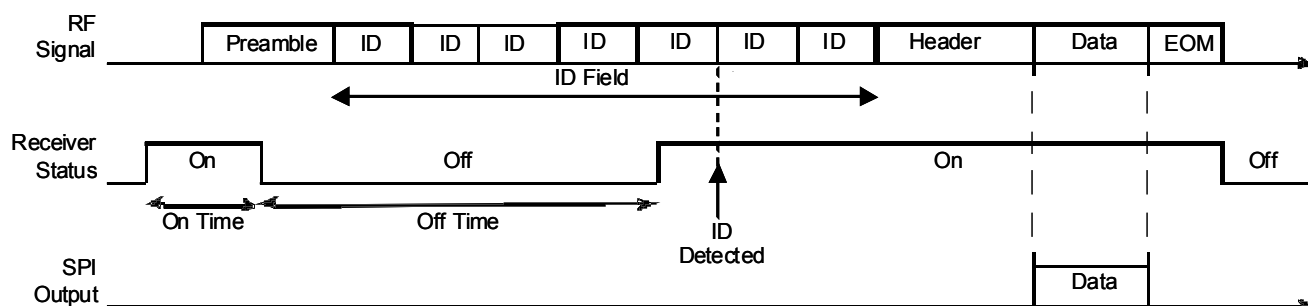 RF
Signal
Preamble ID ID ID ID ID ID ID Header Data EOM
ID Field
Receiver
Status
On Off On Off
On Time Off Time
ID
Detected
SPI
Output
Data